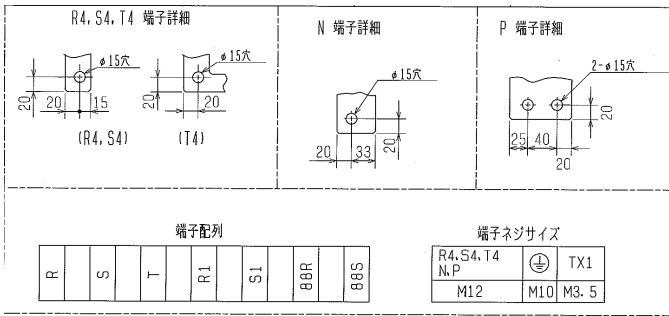 R4,S4,T4 端子詳細
φ15穴
20
20
15
(R4,S4)
φ15穴
20
20
(T4)
N 端子詳細
φ15穴
20
33
20
P 端子詳細
2-φ15穴
25
40
20
20
端子配列
R
S
T
R1
S1
88R
88S
端子ネジサイズ
R4.S4.T4
N.P
TX1
M12
M10
M3.5